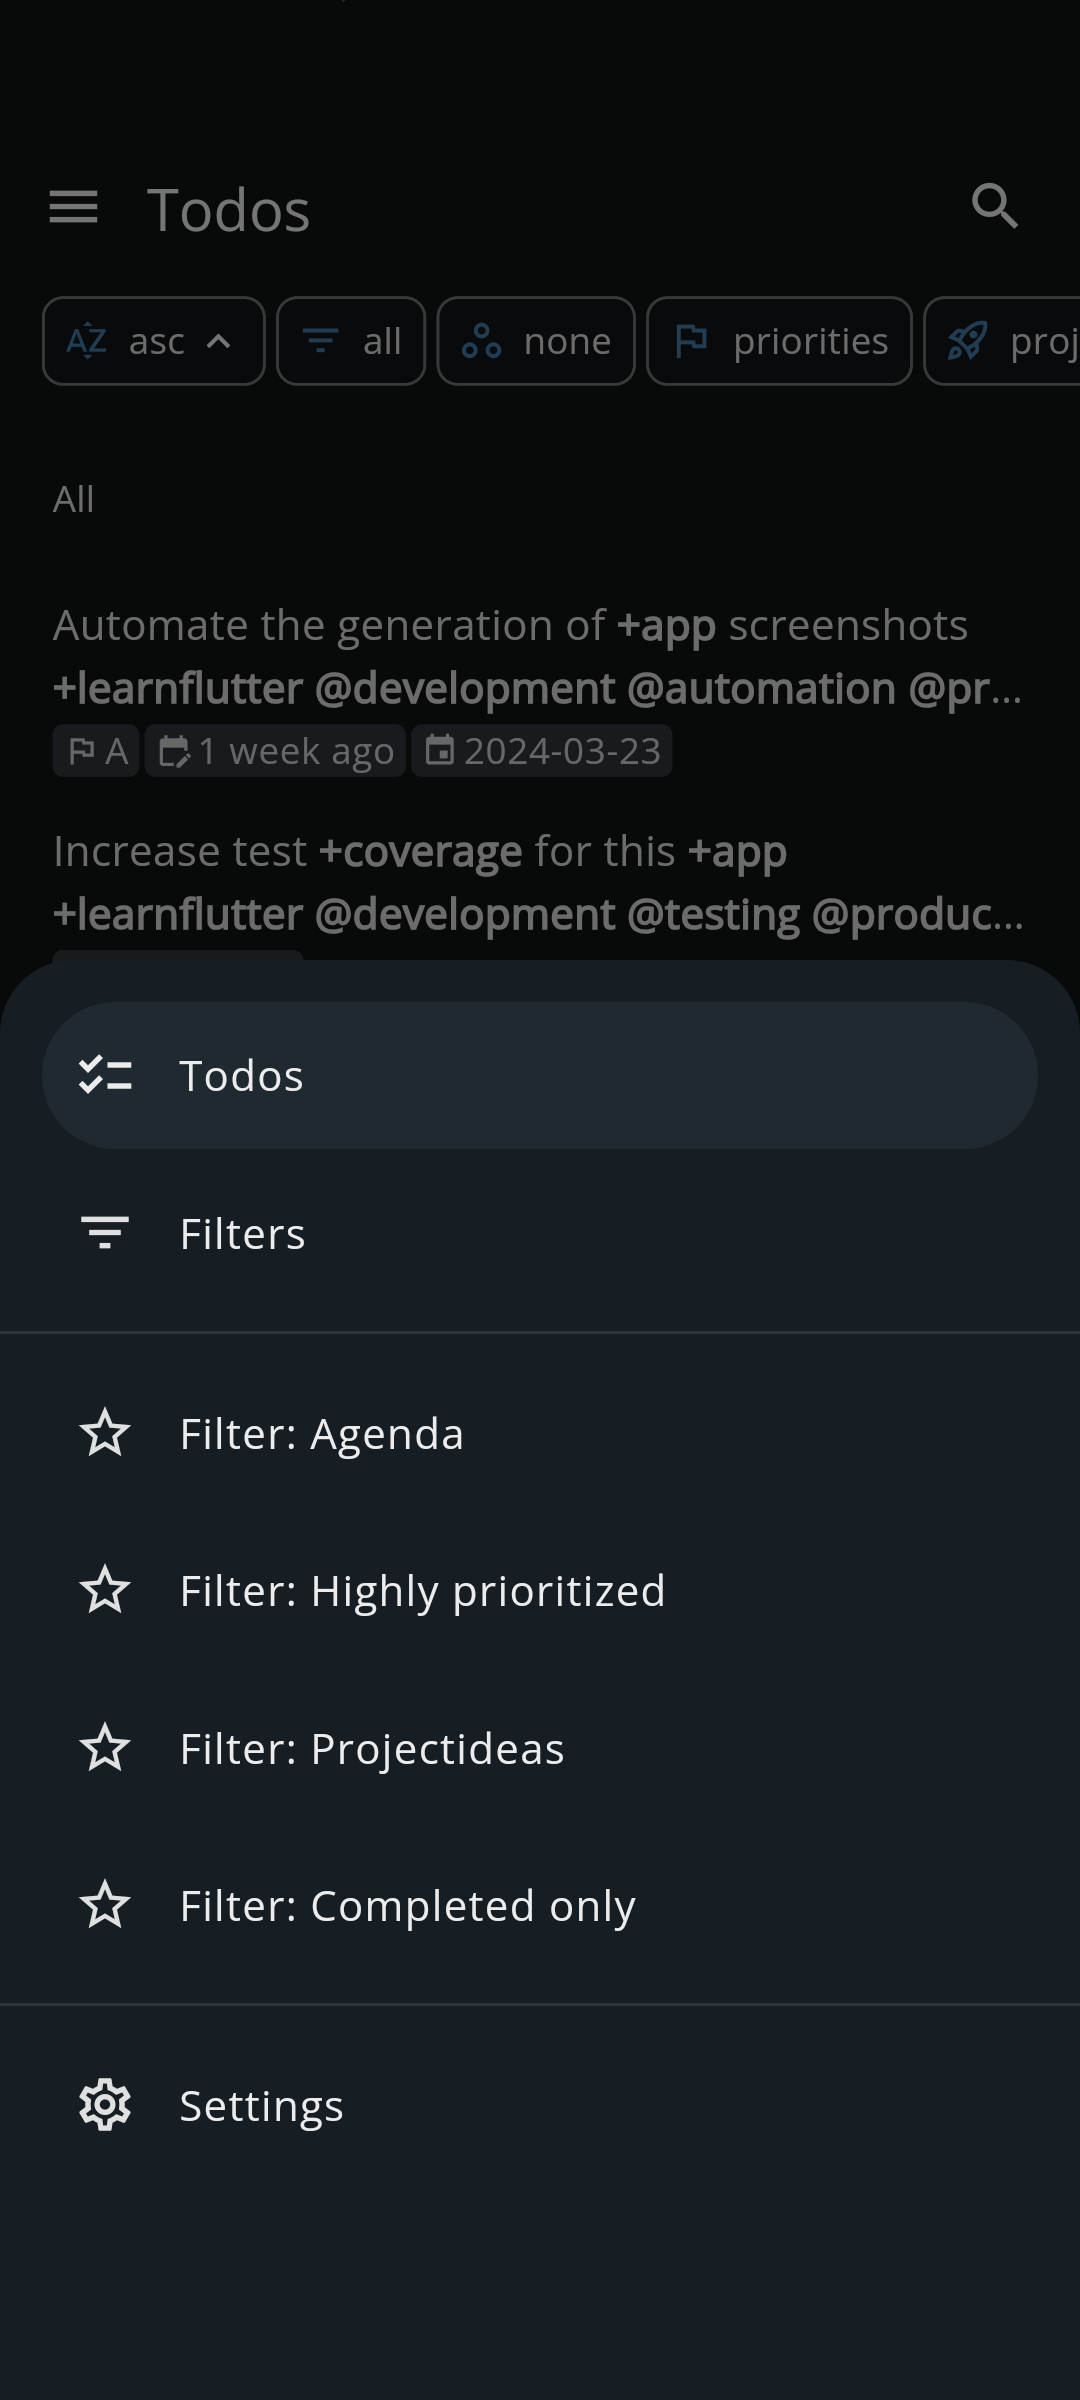 Todos
asc
all
none
priorities
proj
All
Automate the generation of +app screenshots
+learnflutter @development @automation @pr...
A
1 week ago
2024-03-23
Increase test +coverage for this +app
+learnflutter @development @testing @produc...
Todos
Filters
Filter: Agenda
Filter: Highly prioritized
Filter: Projectideas
Filter: Completed only
Settings